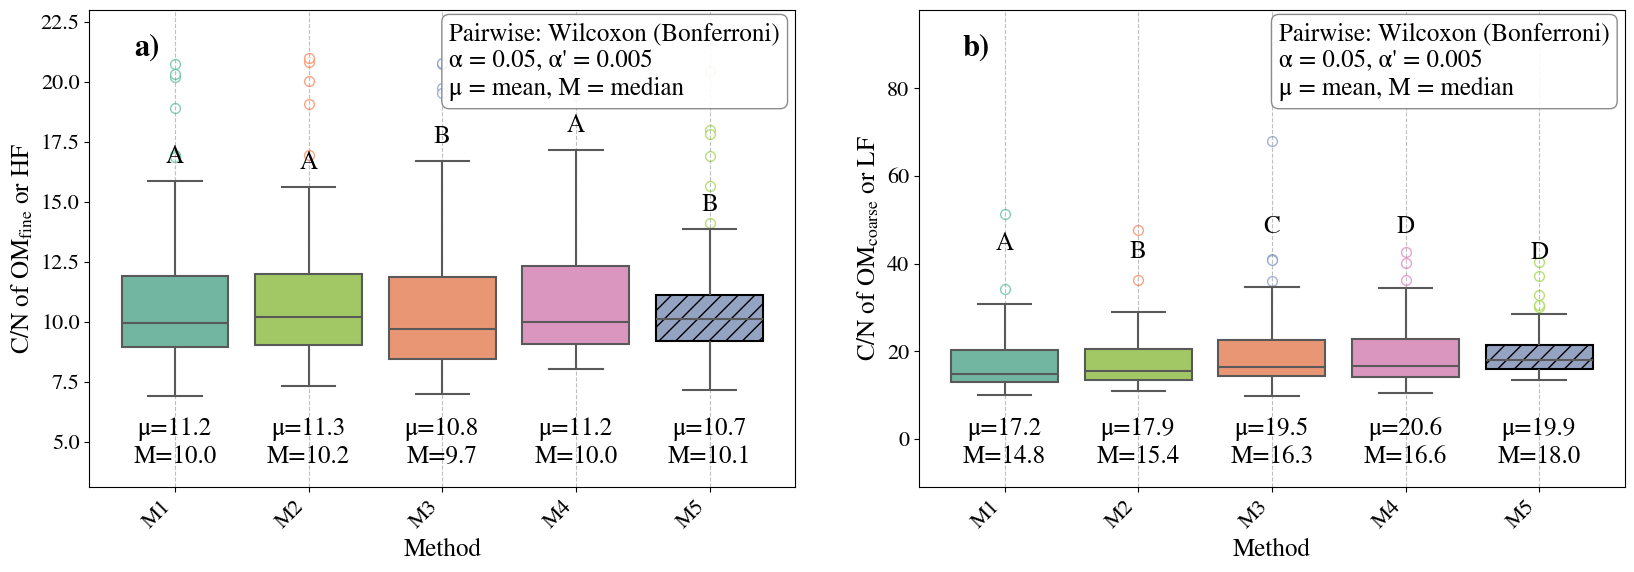 22.5
20.0
17.5
15.0
12.5
10.0
7.5
5.0
C/N of OM_fine or HF
a)
Pairwise: Wilcoxon (Bonferroni)
α = 0.05, α' = 0.005
μ = mean, M = median
A
A
B
A
B
μ=11.2
M=10.0
μ=11.3
M=10.2
μ=10.8
M=9.7
μ=11.2
M=10.0
μ=10.7
M=10.1
M1
M2
M3
M4
M5
Method
80
60
40
20
0
C/N of OM_coarse or LF
b)
Pairwise: Wilcoxon (Bonferroni)
α = 0.05, α' = 0.005
μ = mean, M = median
A
B
C
D
D
μ=17.2
M=14.8
μ=17.9
M=15.4
μ=19.5
M=16.3
μ=20.6
M=16.6
μ=19.9
M=18.0
M1
M2
M3
M4
M5
Method